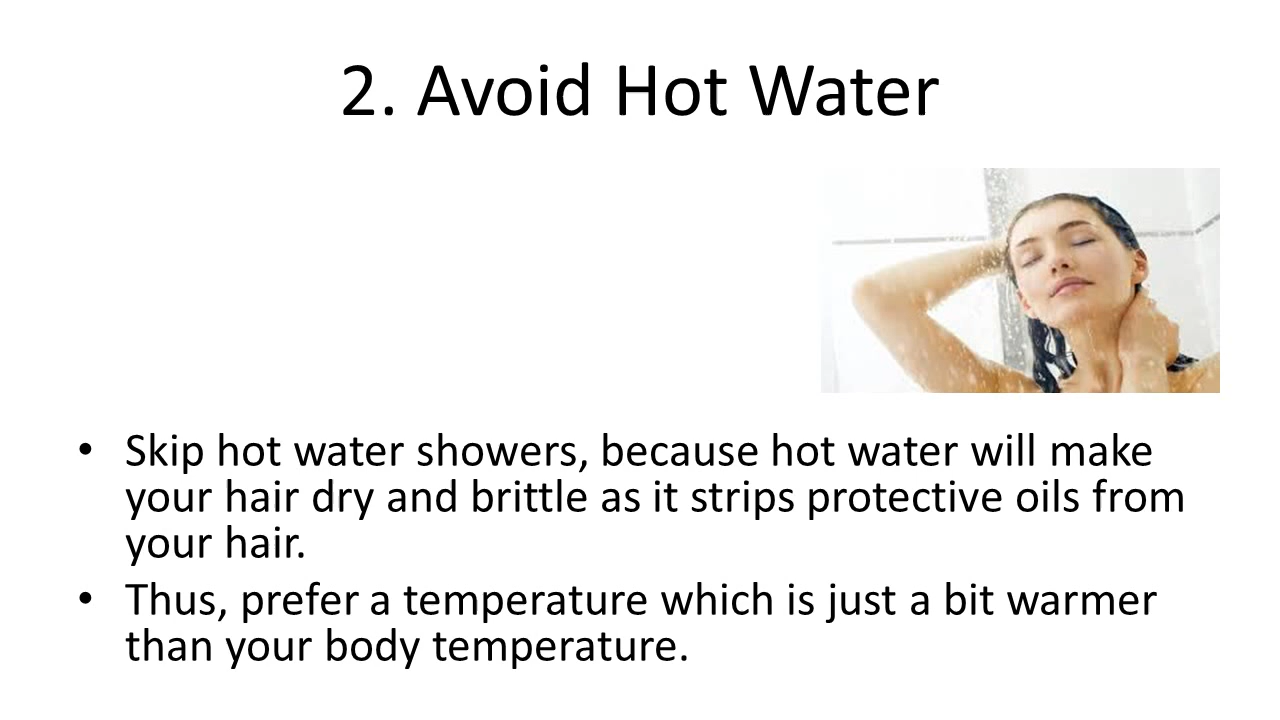 2. Avoid Hot Water
• Skip hot water showers, because hot water will make
your hair dry and brittle as it strips protective oils from
your hair.
• Thus, prefer a temperature which is just a bit warmer
than your body temperature.